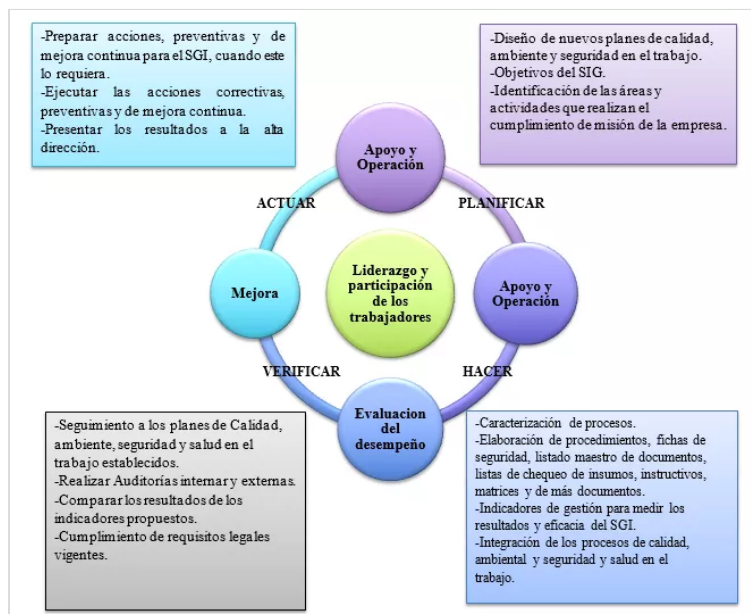 -Preparar acciones, preventivas y de
mejora continua para el SGI, cuando este
lo requiera.
-Ejecutar las acciones correctivas,
preventivas y de mejora continua.
-Presentar los resultados a la alta
dirección.
-Diseño de nuevos planes de calidad,
ambiente y seguridad en el trabajo.
-Objetivos del SIG.
-Identificación de las áreas y
actividades que realizan el
cumplimiento de misión de la empresa.
Apoyo y
Operación
ACTUAR
PLANIFICAR
Mejora
Liderazgo y
participación
de los
trabajadores
Apoyo y
Operación
VERIFICAR
HACER
Evaluacion
del
desempeño
-Seguimiento a los planes de Calidad,
ambiente, seguridad y salud en el
trabajo establecidos.
-Realizar Auditorías internar y externas.
-Comparar los resultados de los
indicadores propuestos.
-Cumplimiento de requisitos legales
vigentes.
-Caracterización de procesos.
-Elaboración de procedimientos, fichas de
seguridad, listado maestro de documentos,
listas de chequeo de insumos, instructivos,
matrices y de más documentos.
-Indicadores de gestión para medir los
resultados y eficacia del SGI.
-Integración de los procesos de calidad,
ambiental y seguridad y salud en el
trabajo.